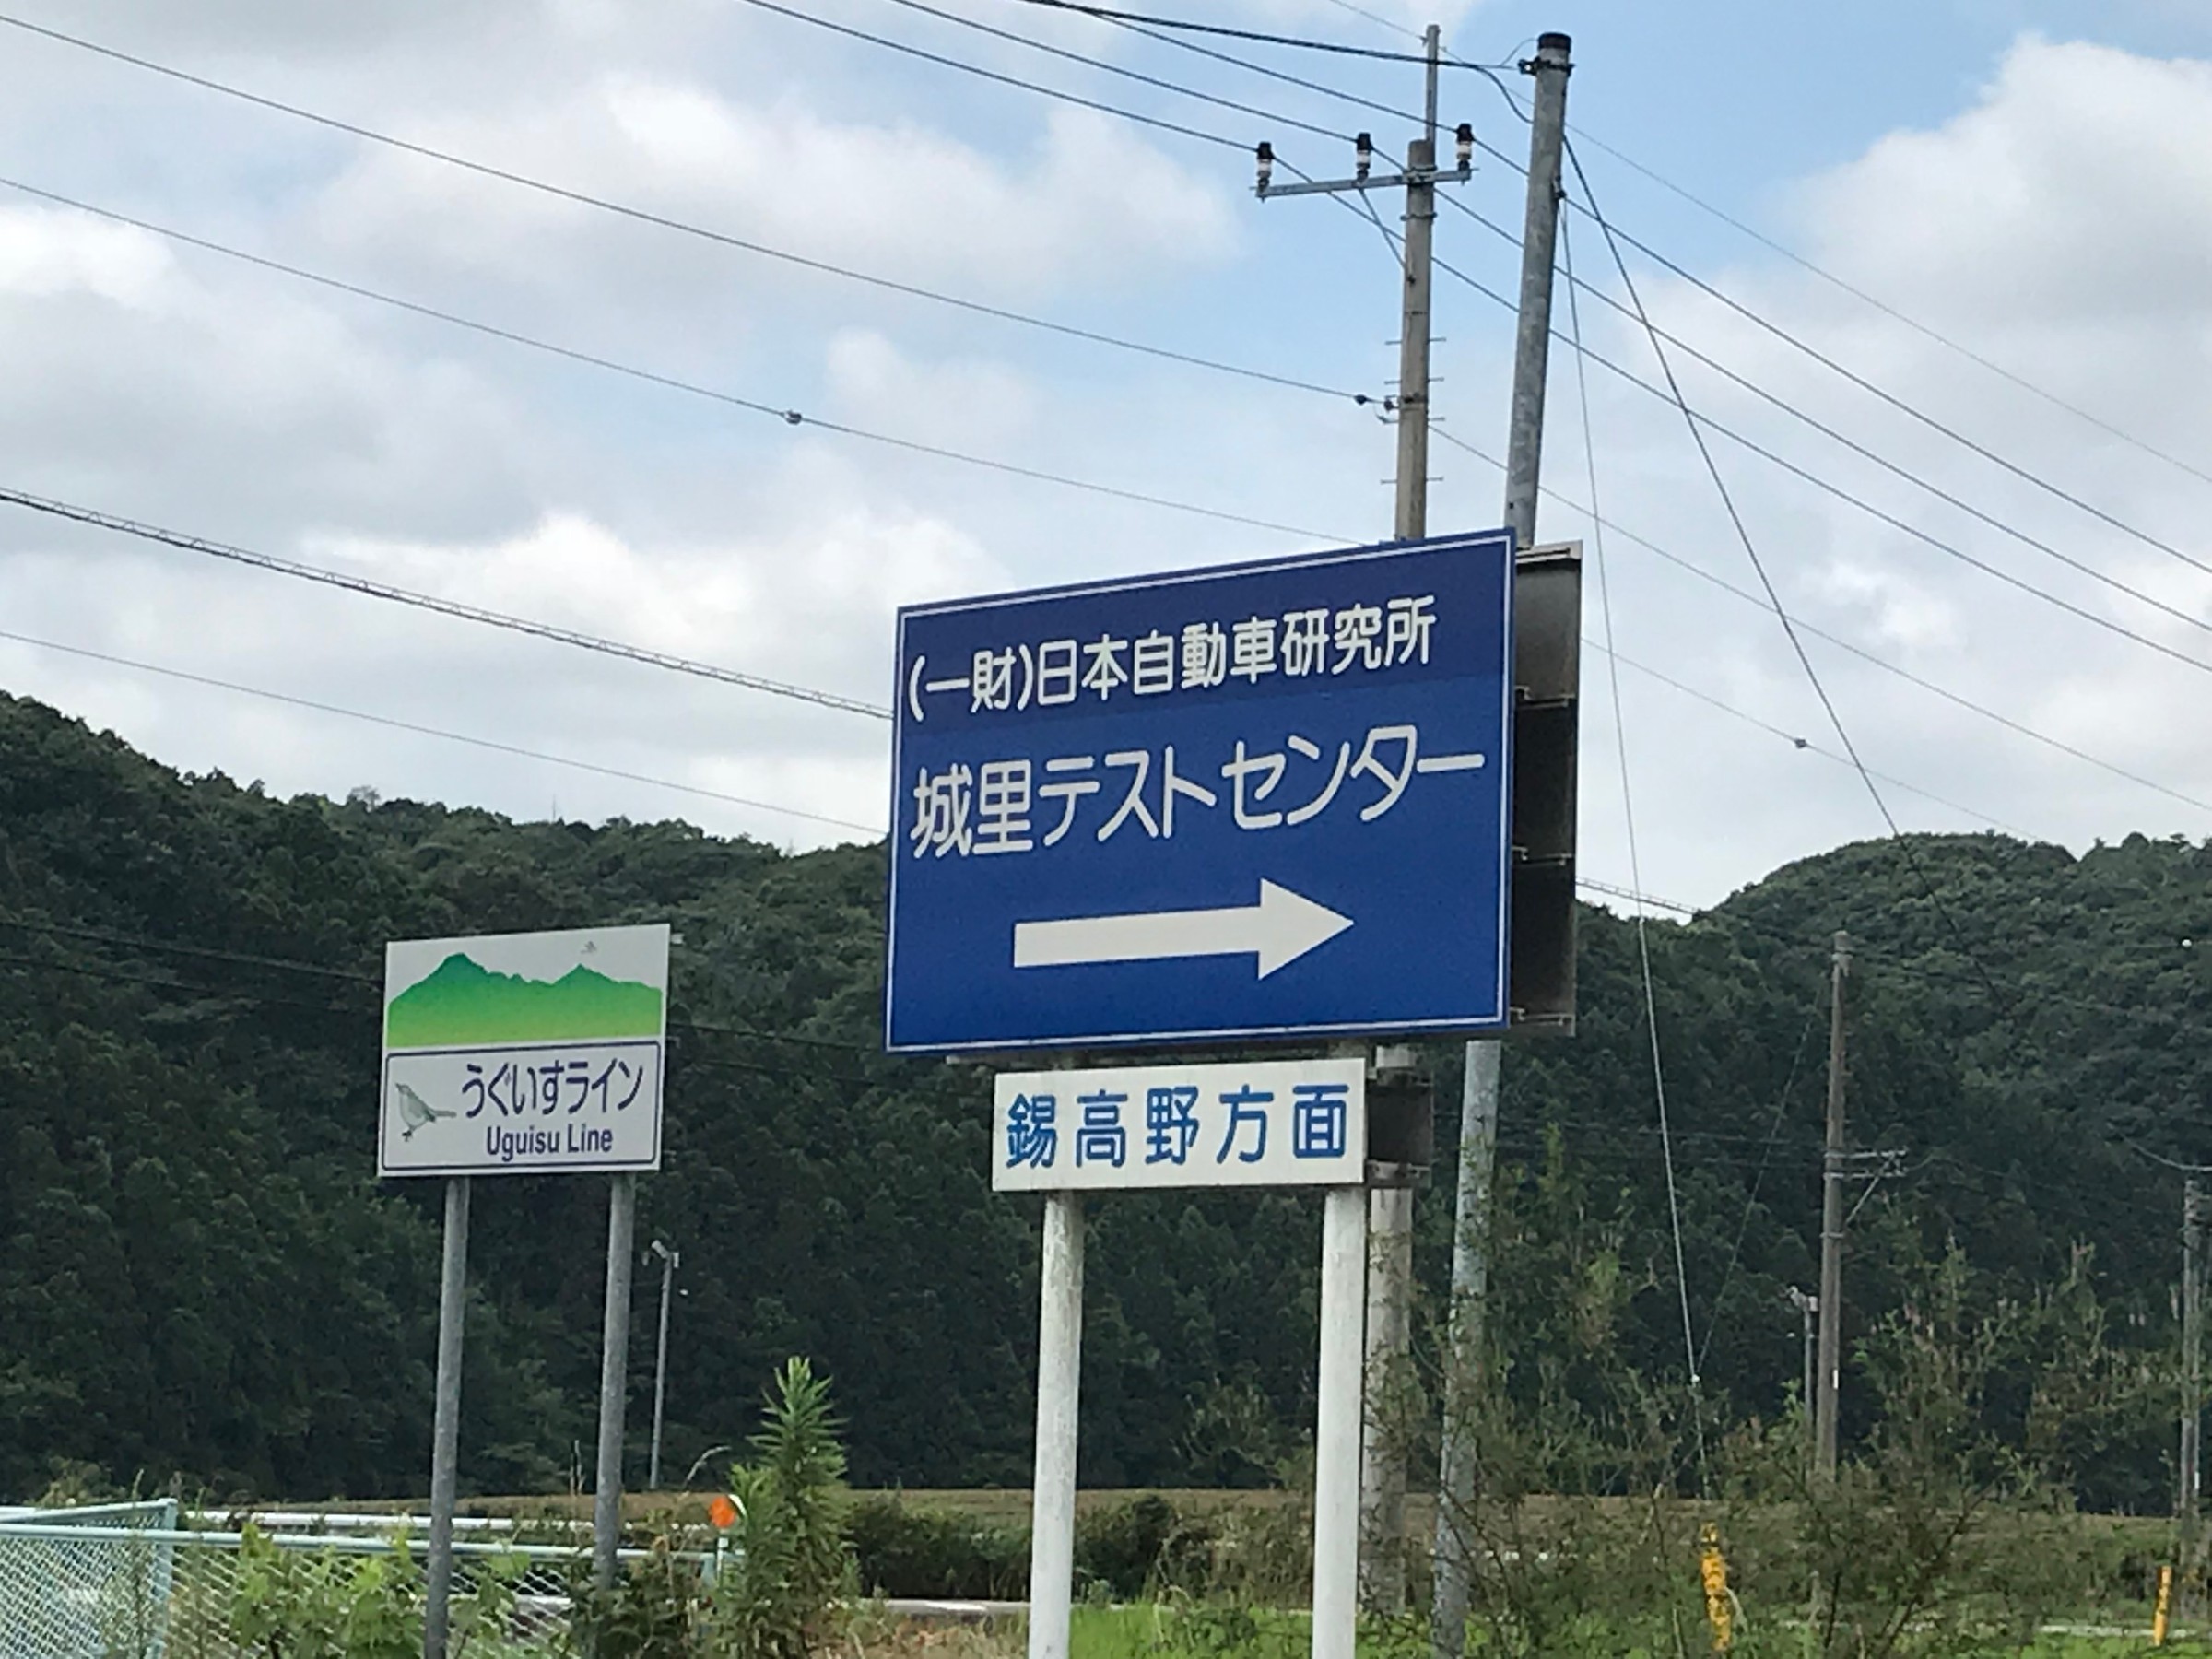 (一財)日本自動車研究所
城里テストセンター
錫高野方面
うぐいすライン
Uguisu Line